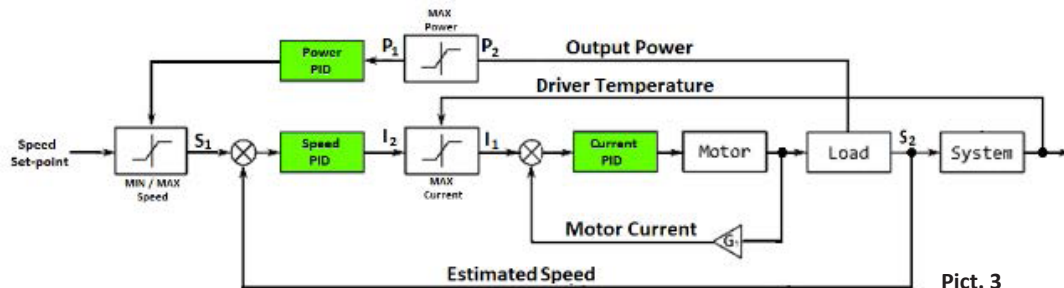 MAX
Power
P1
P2
Output Power
Power
PID
Driver Temperature
Speed
Set-point
S1
MIN / MAX
Speed
Speed
PID
I2
I1
MAX
Current
Current
PID
Motor
Load
S2
System
Motor Current
G
Estimated Speed
Pict. 3